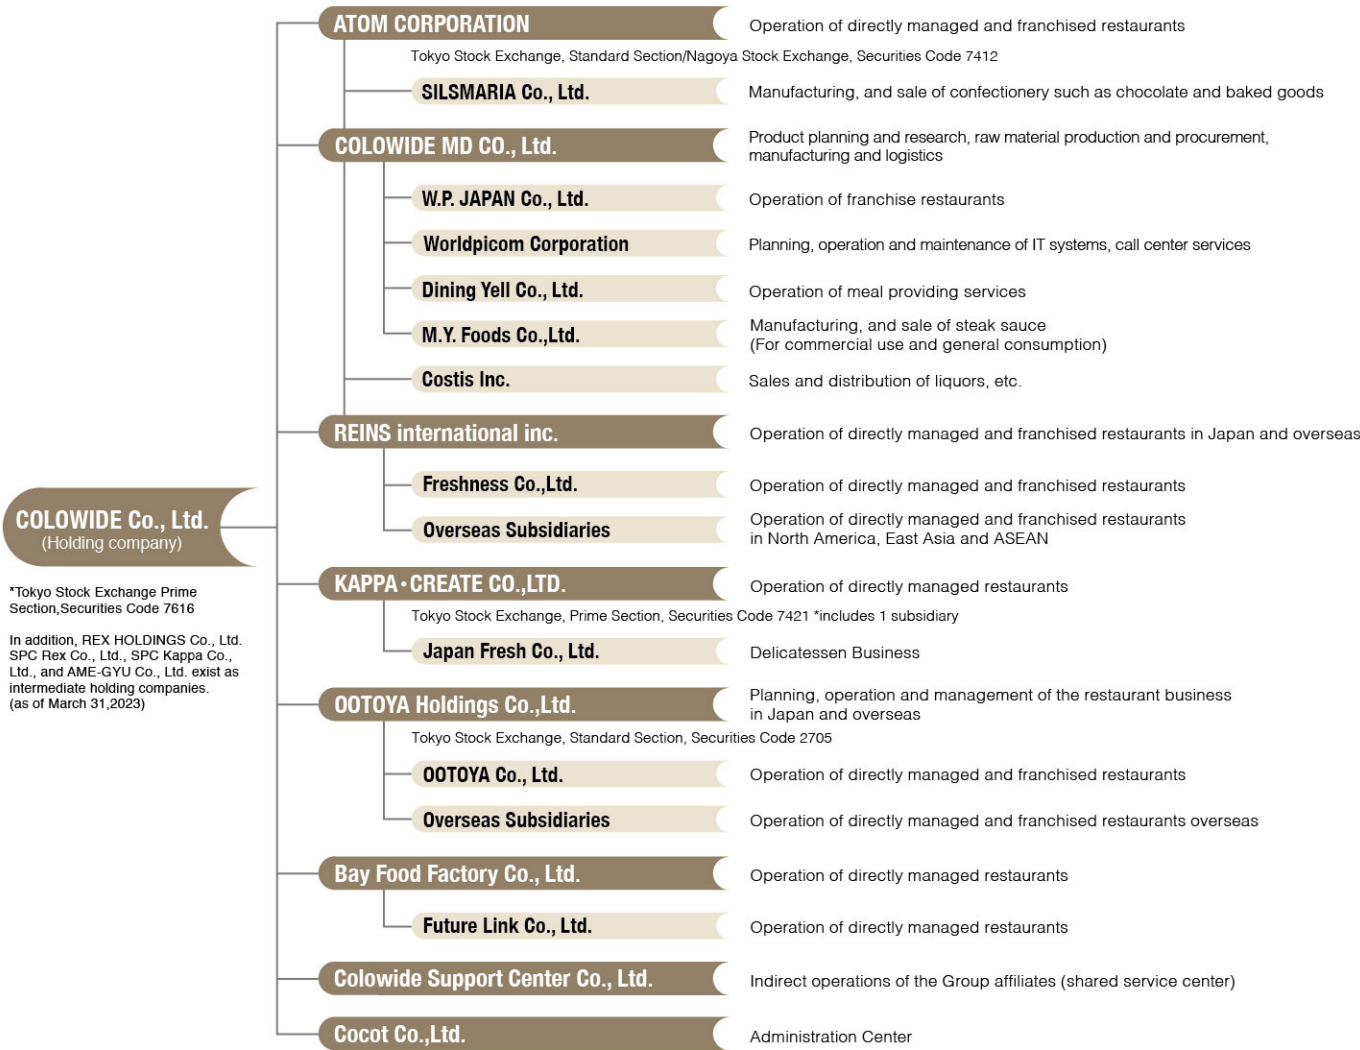 ATOM CORPORATION
Operation of directly managed and franchised restaurants
Tokyo Stock Exchange, Standard Section/Nagoya Stock Exchange, Securities Code 7412
SILSMARIA Co., Ltd.
Manufacturing, and sale of confectionery such as chocolate and baked goods
COLOWIDE MD CO., Ltd.
Product planning and research, raw material production and procurement,
manufacturing and logistics
W.P. JAPAN Co., Ltd.
Operation of franchise restaurants
Worldpicom Corporation
Planning, operation and maintenance of IT systems, call center services
Dining Yell Co., Ltd.
Operation of meal providing services
M.Y. Foods Co.,Ltd.
Manufacturing, and sale of steak sauce
(For commercial use and general consumption)
Costis Inc.
Sales and distribution of liquors, etc.
REINS international inc.
Operation of directly managed and franchised restaurants in Japan and overseas
Freshness Co.,Ltd.
Operation of directly managed and franchised restaurants
Overseas Subsidiaries
Operation of directly managed and franchised restaurants
in North America, East Asia and ASEAN
COLOWIDE Co., Ltd.
(Holding company)
*Tokyo Stock Exchange Prime
Section,Securities Code 7616
In addition, REX HOLDINGS Co., Ltd.
SPC Rex Co., Ltd., SPC Kappa Co.,
Ltd., and AME-GYU Co., Ltd. exist as
intermediate holding companies.
(as of March 31,2023)
KAPPA・CREATE CO.,LTD.
Operation of directly managed restaurants
Tokyo Stock Exchange, Prime Section, Securities Code 7421 *includes 1 subsidiary
Japan Fresh Co., Ltd.
Delicatessen Business
OOTOYA Holdings Co.,Ltd.
Planning, operation and management of the restaurant business
in Japan and overseas
Tokyo Stock Exchange, Standard Section, Securities Code 2705
OOTOYA Co., Ltd.
Operation of directly managed and franchised restaurants
Overseas Subsidiaries
Operation of directly managed and franchised restaurants overseas
Bay Food Factory Co., Ltd.
Operation of directly managed restaurants
Future Link Co., Ltd.
Operation of directly managed restaurants
Colowide Support Center Co., Ltd.
Indirect operations of the Group affiliates (shared service center)
Cocot Co.,Ltd.
Administration Center